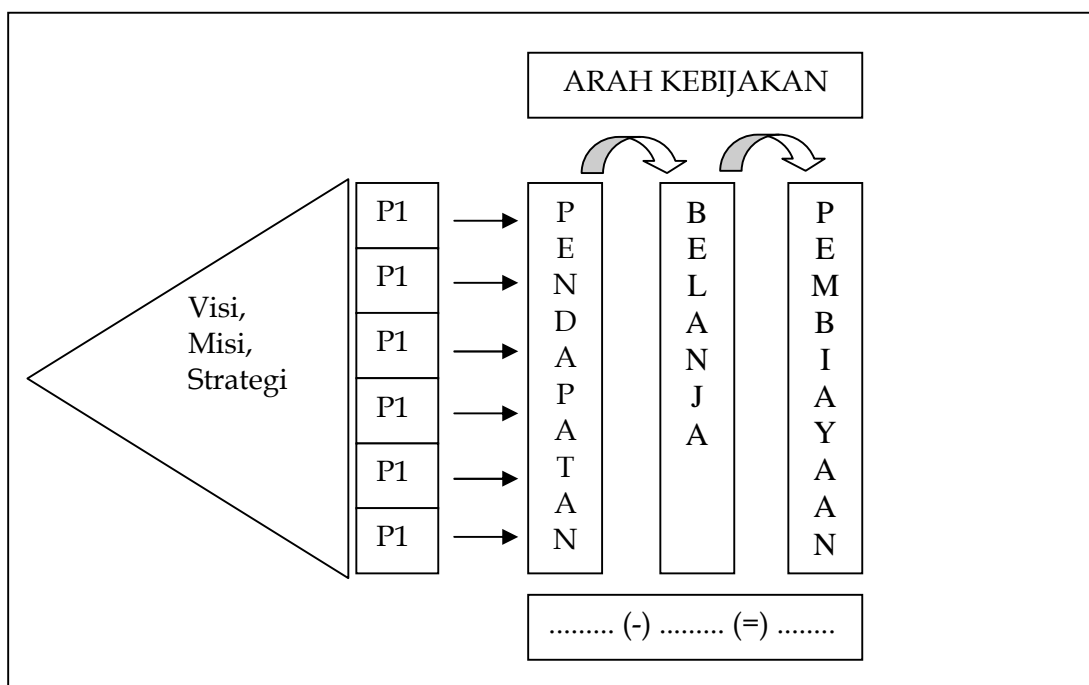 ARAH KEBIJAKAN
Visi,
Misi,
Strategi
P1
P1
P1
P1
P1
P1
PENDAPATAN
BELANJA
PEMBIAYAAN
......... (-) ......... (=) ........